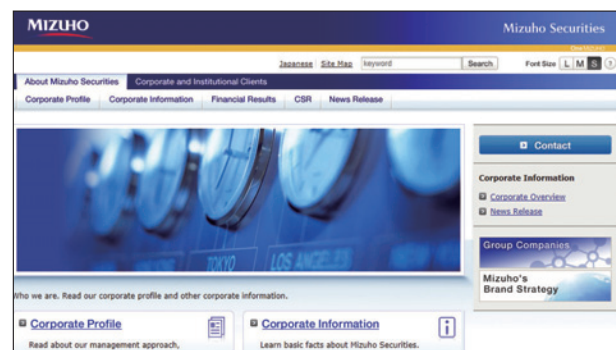 MIZUHO
Mizuho Securities
One MIZUHO
Japanese Site Map keyword Search Font Size L M S ?
About Mizuho Securities Corporate and Institutional Clients
Corporate Profile Corporate Information Financial Results CSR News Release
Contact
TOKYO LOS ANGELES
Corporate Information
Corporate Overview
News Release
Group Companies
Mizuho's
Brand Strategy
Who we are. Read our corporate profile and other corporate information.
Corporate Profile
Read about our management approach,
Corporate Information
Learn basic facts about Mizuho Securities.